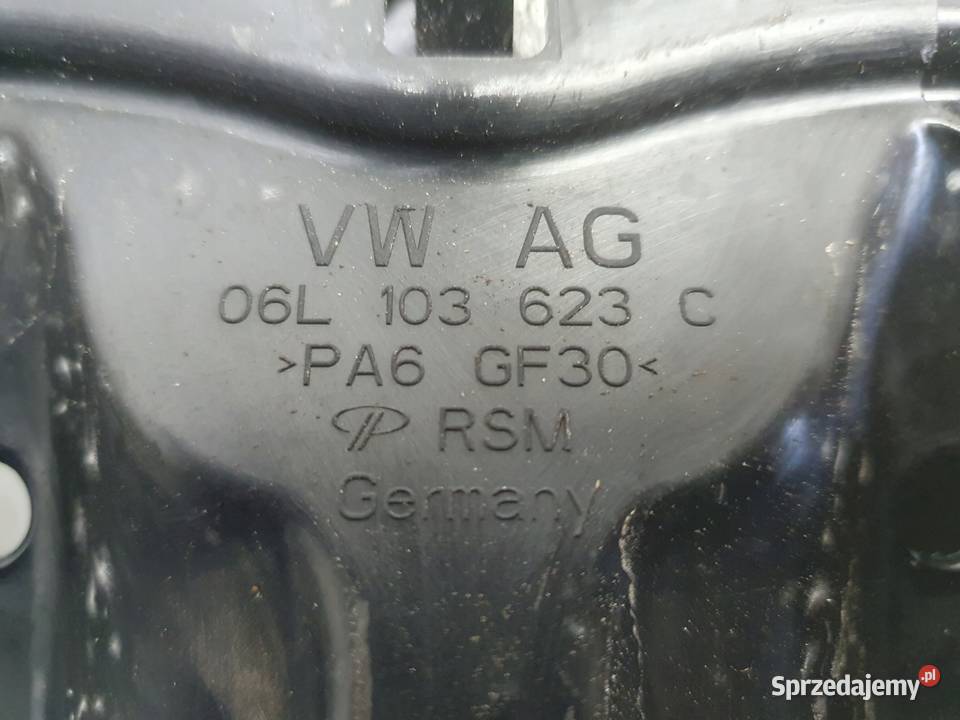 VW AG
06L 103 623 C
>PA6 GF30<
RSM
Germany
Sprzedajemy.pl